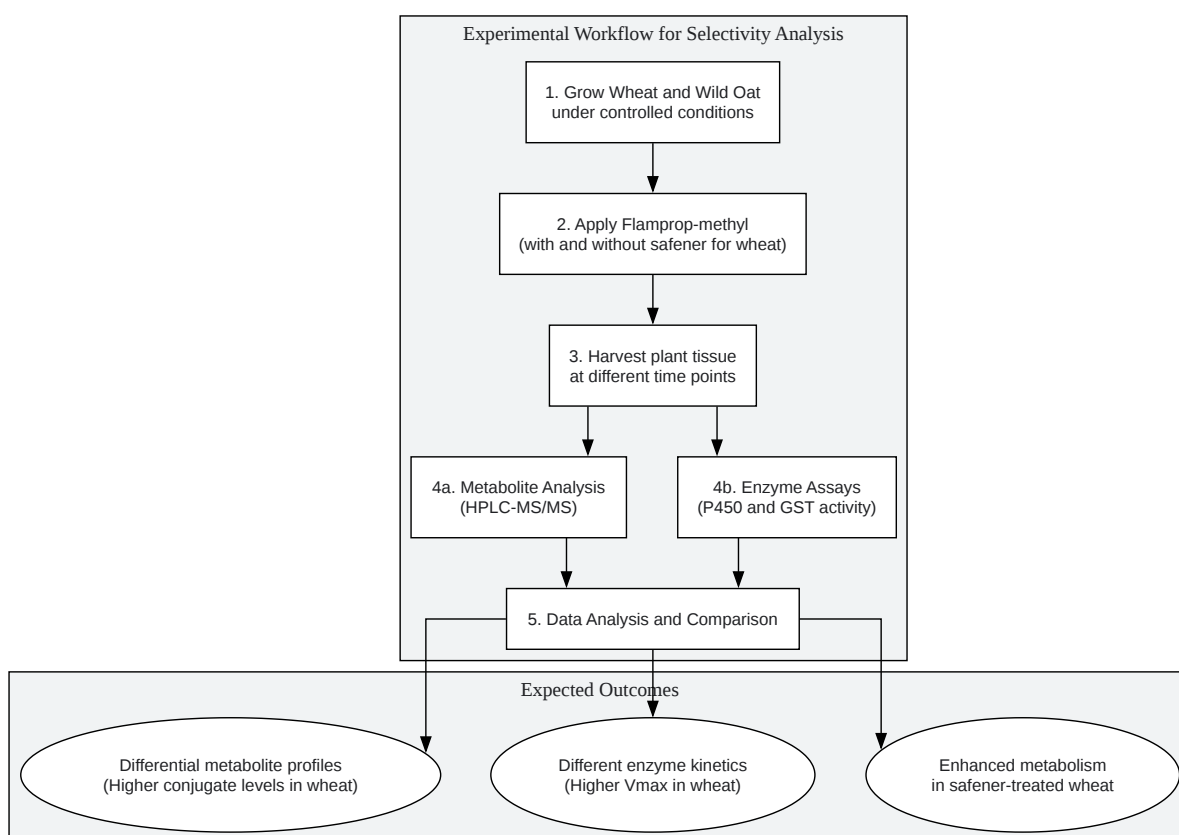 Experimental Workflow for Selectivity Analysis
1. Grow Wheat and Wild Oat
under controlled conditions
2. Apply Flamprop-methyl
(with and without safener for wheat)
3. Harvest plant tissue
at different time points
4a. Metabolite Analysis
(HPLC-MS/MS)
4b. Enzyme Assays
(P450 and GST activity)
5. Data Analysis and Comparison
Expected Outcomes
Differential metabolite profiles
(Higher conjugate levels in wheat)
Different enzyme kinetics
(Higher Vmax in wheat)
Enhanced metabolism
in safener-treated wheat